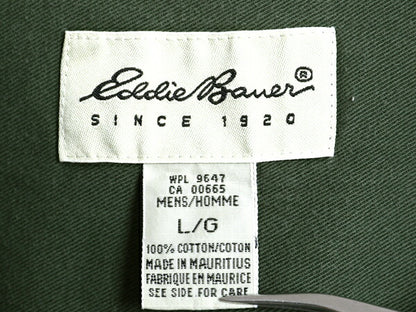 Eddie Bauer®
SINCE 1920
WPL 9647
CA 00665
MENS/HOMME
L/G
100% COTTON/COTON
MADE IN MAURITIUS
FABRIQUE EN MAURICE
SEE SIDE FOR CARE